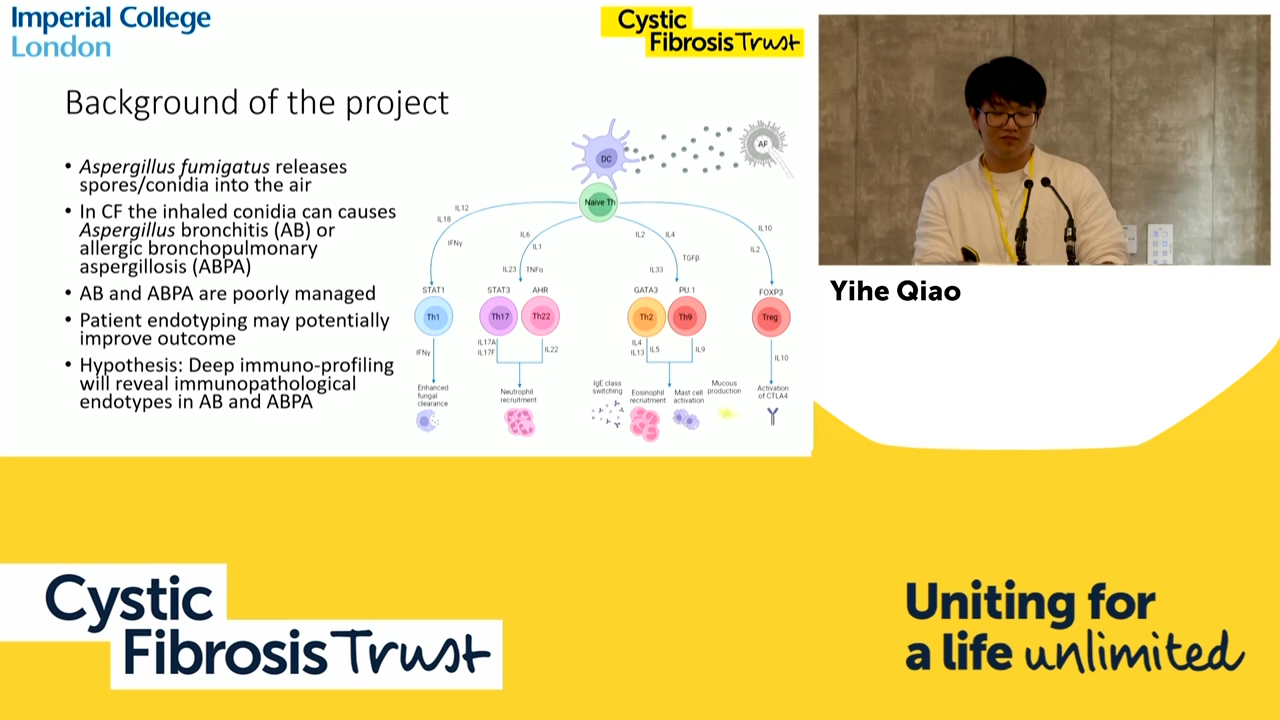 Imperial College
London
Cystic
Fibrosis Trust
Background of the project
• Aspergillus fumigatus releases
spores/conidia into the air
• In CF the inhaled conidia can causes
Aspergillus bronchitis (AB) or
allergic bronchopulmonary
aspergillosis (ABPA)
• AB and ABPA are poorly managed
• Patient endotyping may potentially
improve outcome
• Hypothesis: Deep immuno-profiling
will reveal immunopathological
endotypes in AB and ABPA
DC
AF
Naive Th
IL12
IL18
IFNγ
IL6
IL1
IL23
TNFα
IL2
IL4
TGFβ
IL33
IL10
IL2
STAT1
STAT3
AHR
GATA3
PU.1
FOXP3
Th1
Th17
Th22
Th2
Th9
Treg
IFNγ
IL17A
IL17F
IL22
IL4
IL13
IL5
IL9
IL10
Enhanced
fungal
clearance
Neutrophil
recruitment
IgE class
switching
Eosinophil
recruitment
Mast cell
activation
Mucous
production
Activation
of CTLA4
Yihe Qiao
Cystic
Fibrosis Trust
Uniting for
a life unlimited